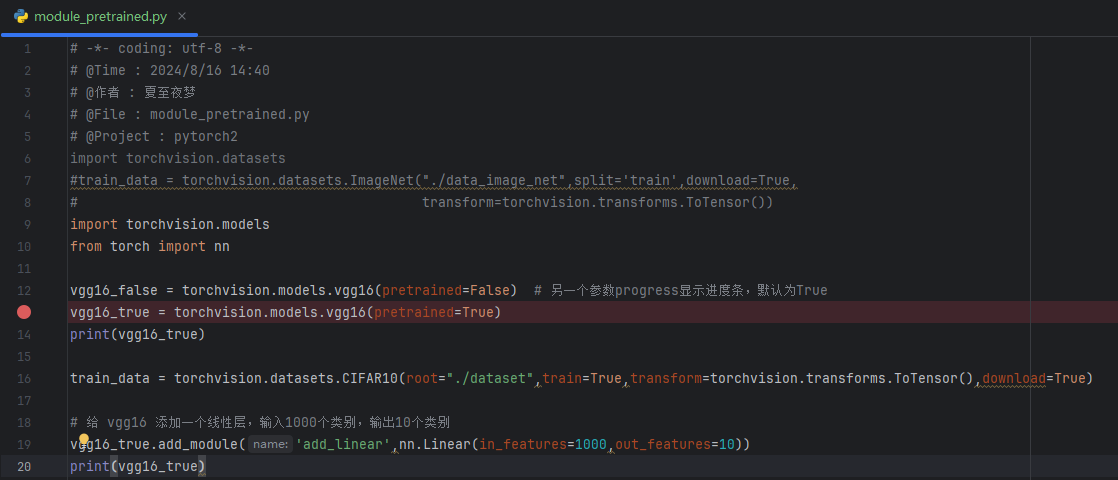 module_pretrained.py ×
1 # -*- coding: utf-8 -*-
2 # @Time : 2024/8/16 14:40
3 # @作者 : 夏至夜梦
4 # @File : module_pretrained.py
5 # @Project : pytorch2
6 import torchvision.datasets
7 #train_data = torchvision.datasets.ImageNet("./data_image_net",split='train',download=True,
8 #                                           transform=torchvision.transforms.ToTensor())
9 import torchvision.models
10 from torch import nn
11
12 vgg16_false = torchvision.models.vgg16(pretrained=False)  # 另一个参数progress显示进度条，默认为True
vgg16_true = torchvision.models.vgg16(pretrained=True)
14 print(vgg16_true)
15
16 train_data = torchvision.datasets.CIFAR10(root="./dataset",train=True,transform=torchvision.transforms.ToTensor(),download=True)
17
18 # 给 vgg16 添加一个线性层，输入1000个类别，输出10个类别
19 vgg16_true.add_module( name: 'add_linear',nn.Linear(in_features=1000,out_features=10))
20 print(vgg16_true)